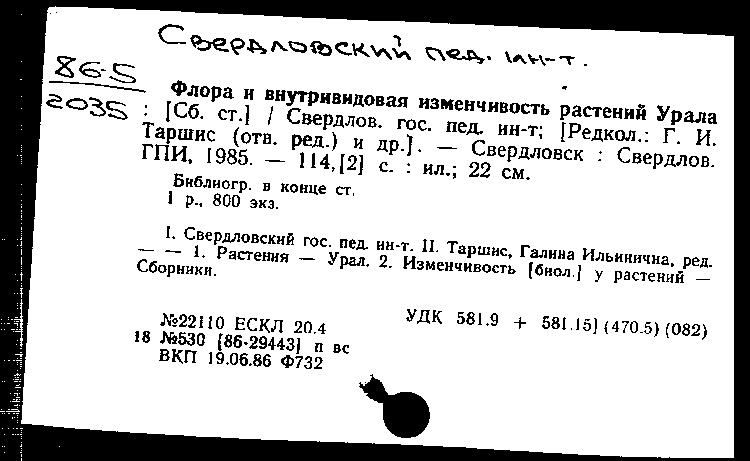 Свердловский пед. ин-т.
86-5
2035
Флора и внутривидовая изменчивость растений Урала
: [Сб. ст.] / Свердлов. гос. пед. ин-т; [Редкол.: Г. И.
Таршис (отв. ред.) и др.]. — Свердловск : Свердлов.
ГПИ, 1985. — 114,[2] с. : ил.; 22 см.
Библиогр. в конце ст.
1 р., 800 экз.
I. Свердловский гос. пед. ин-т. II. Таршис, Галина Ильинична, ред.
— — 1. Растения — Урал. 2. Изменчивость [биол.] у растений —
Сборники.
УДК 581.9 + 581.15] (470.5) (082)
№22110 ЕСКЛ 20.4
18 №530 [86-29443] п вс
ВКП 19.06.86 Ф732